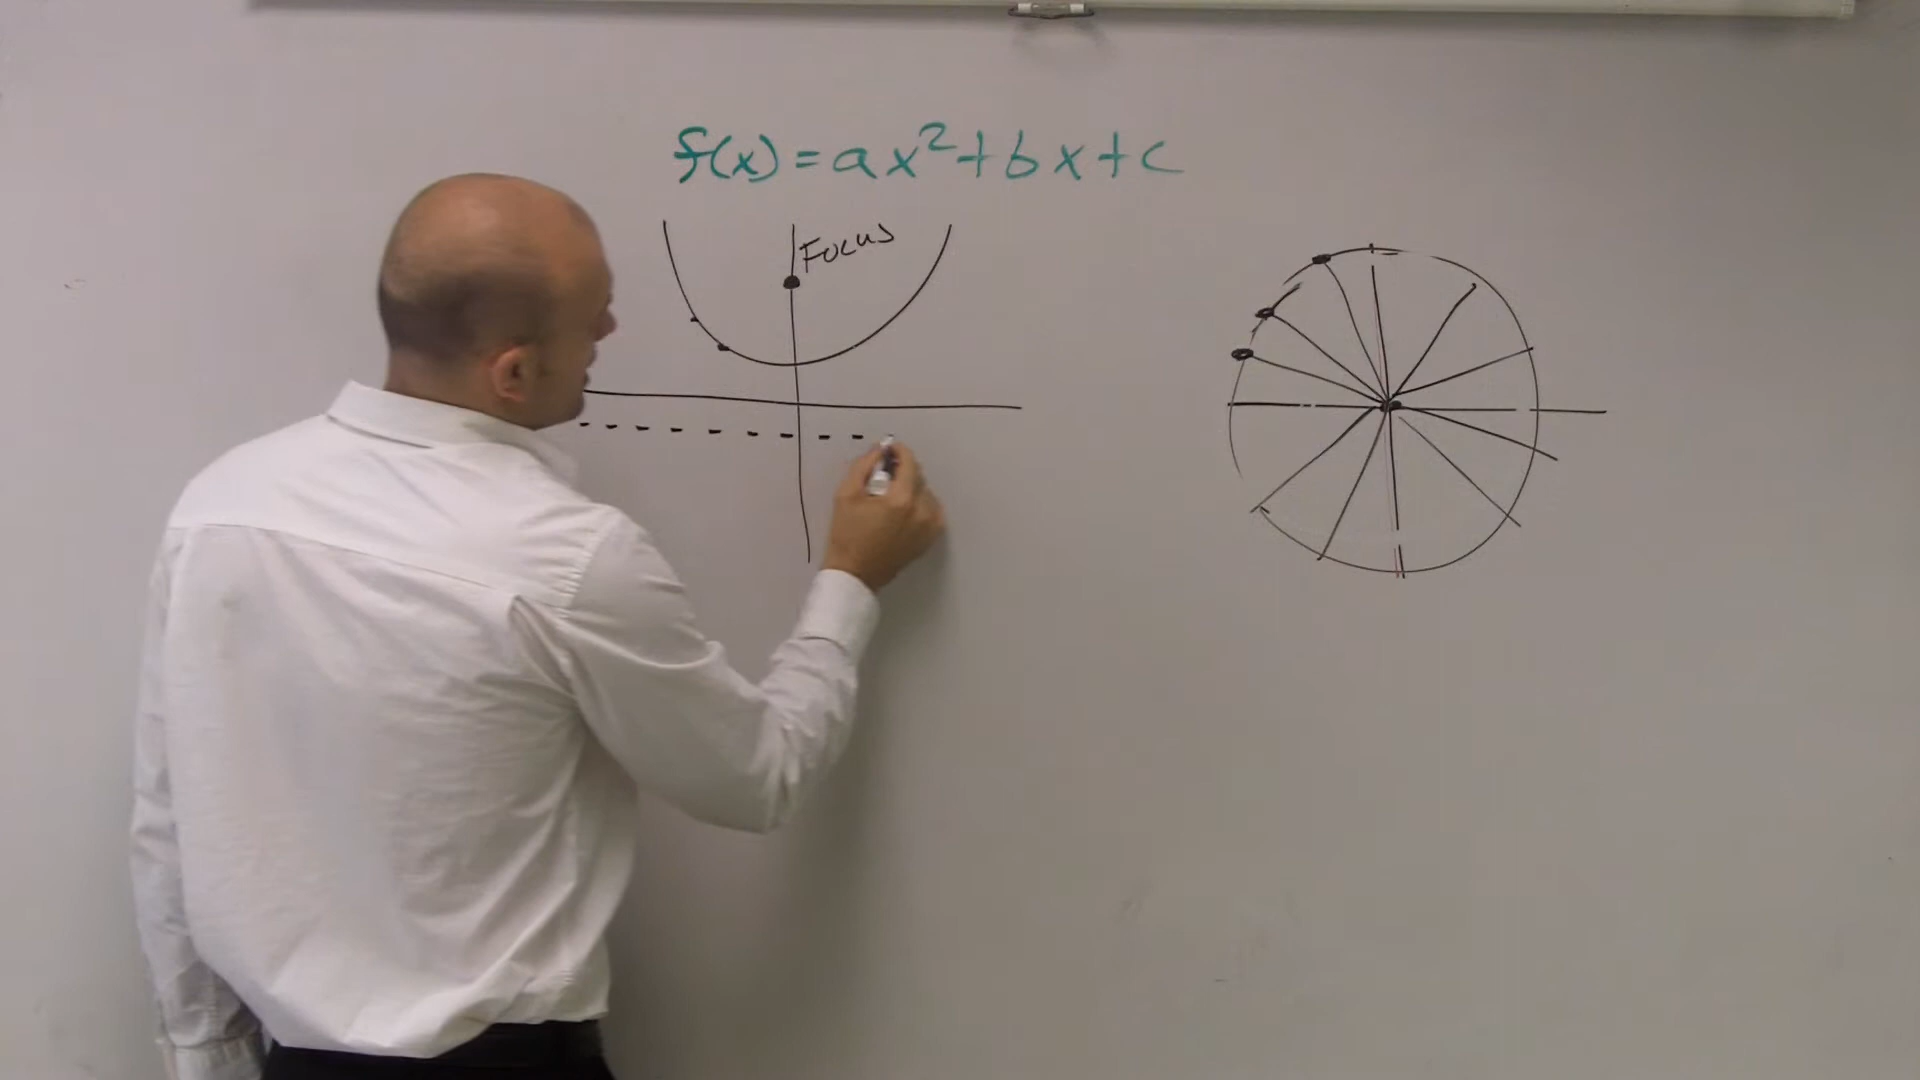 f(x) = ax²+bx+c
Focus